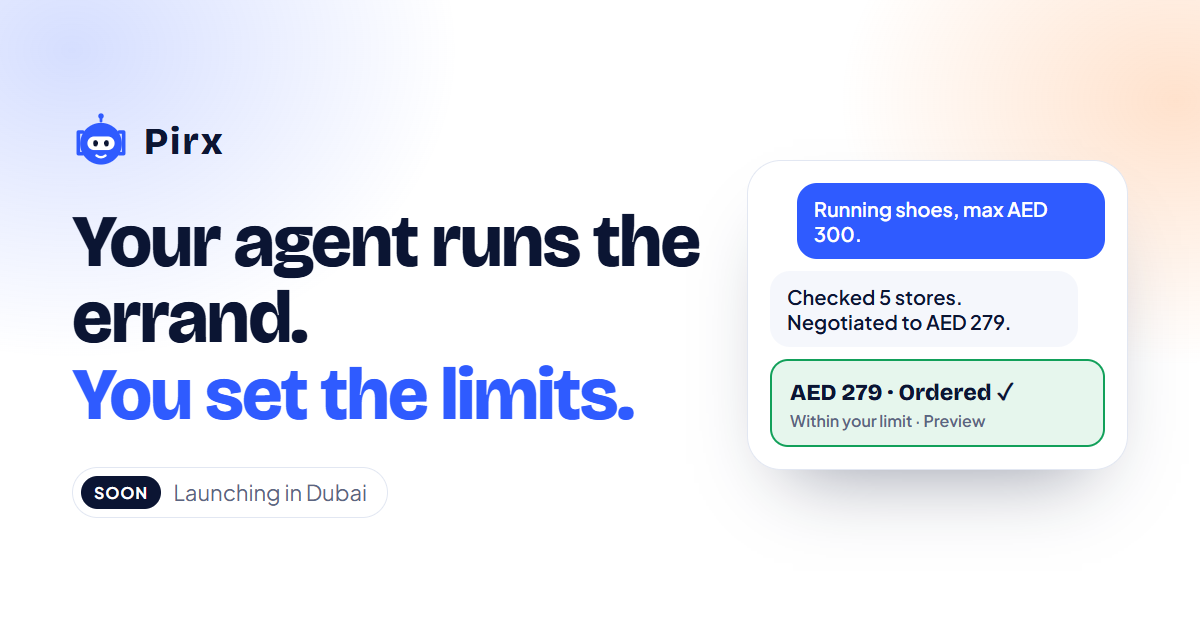 Pirx
Your agent runs the
errand.
You set the limits.
SOON Launching in Dubai
Running shoes, max AED
300.
Checked 5 stores.
Negotiated to AED 279.
AED 279 · Ordered ✓
Within your limit · Preview